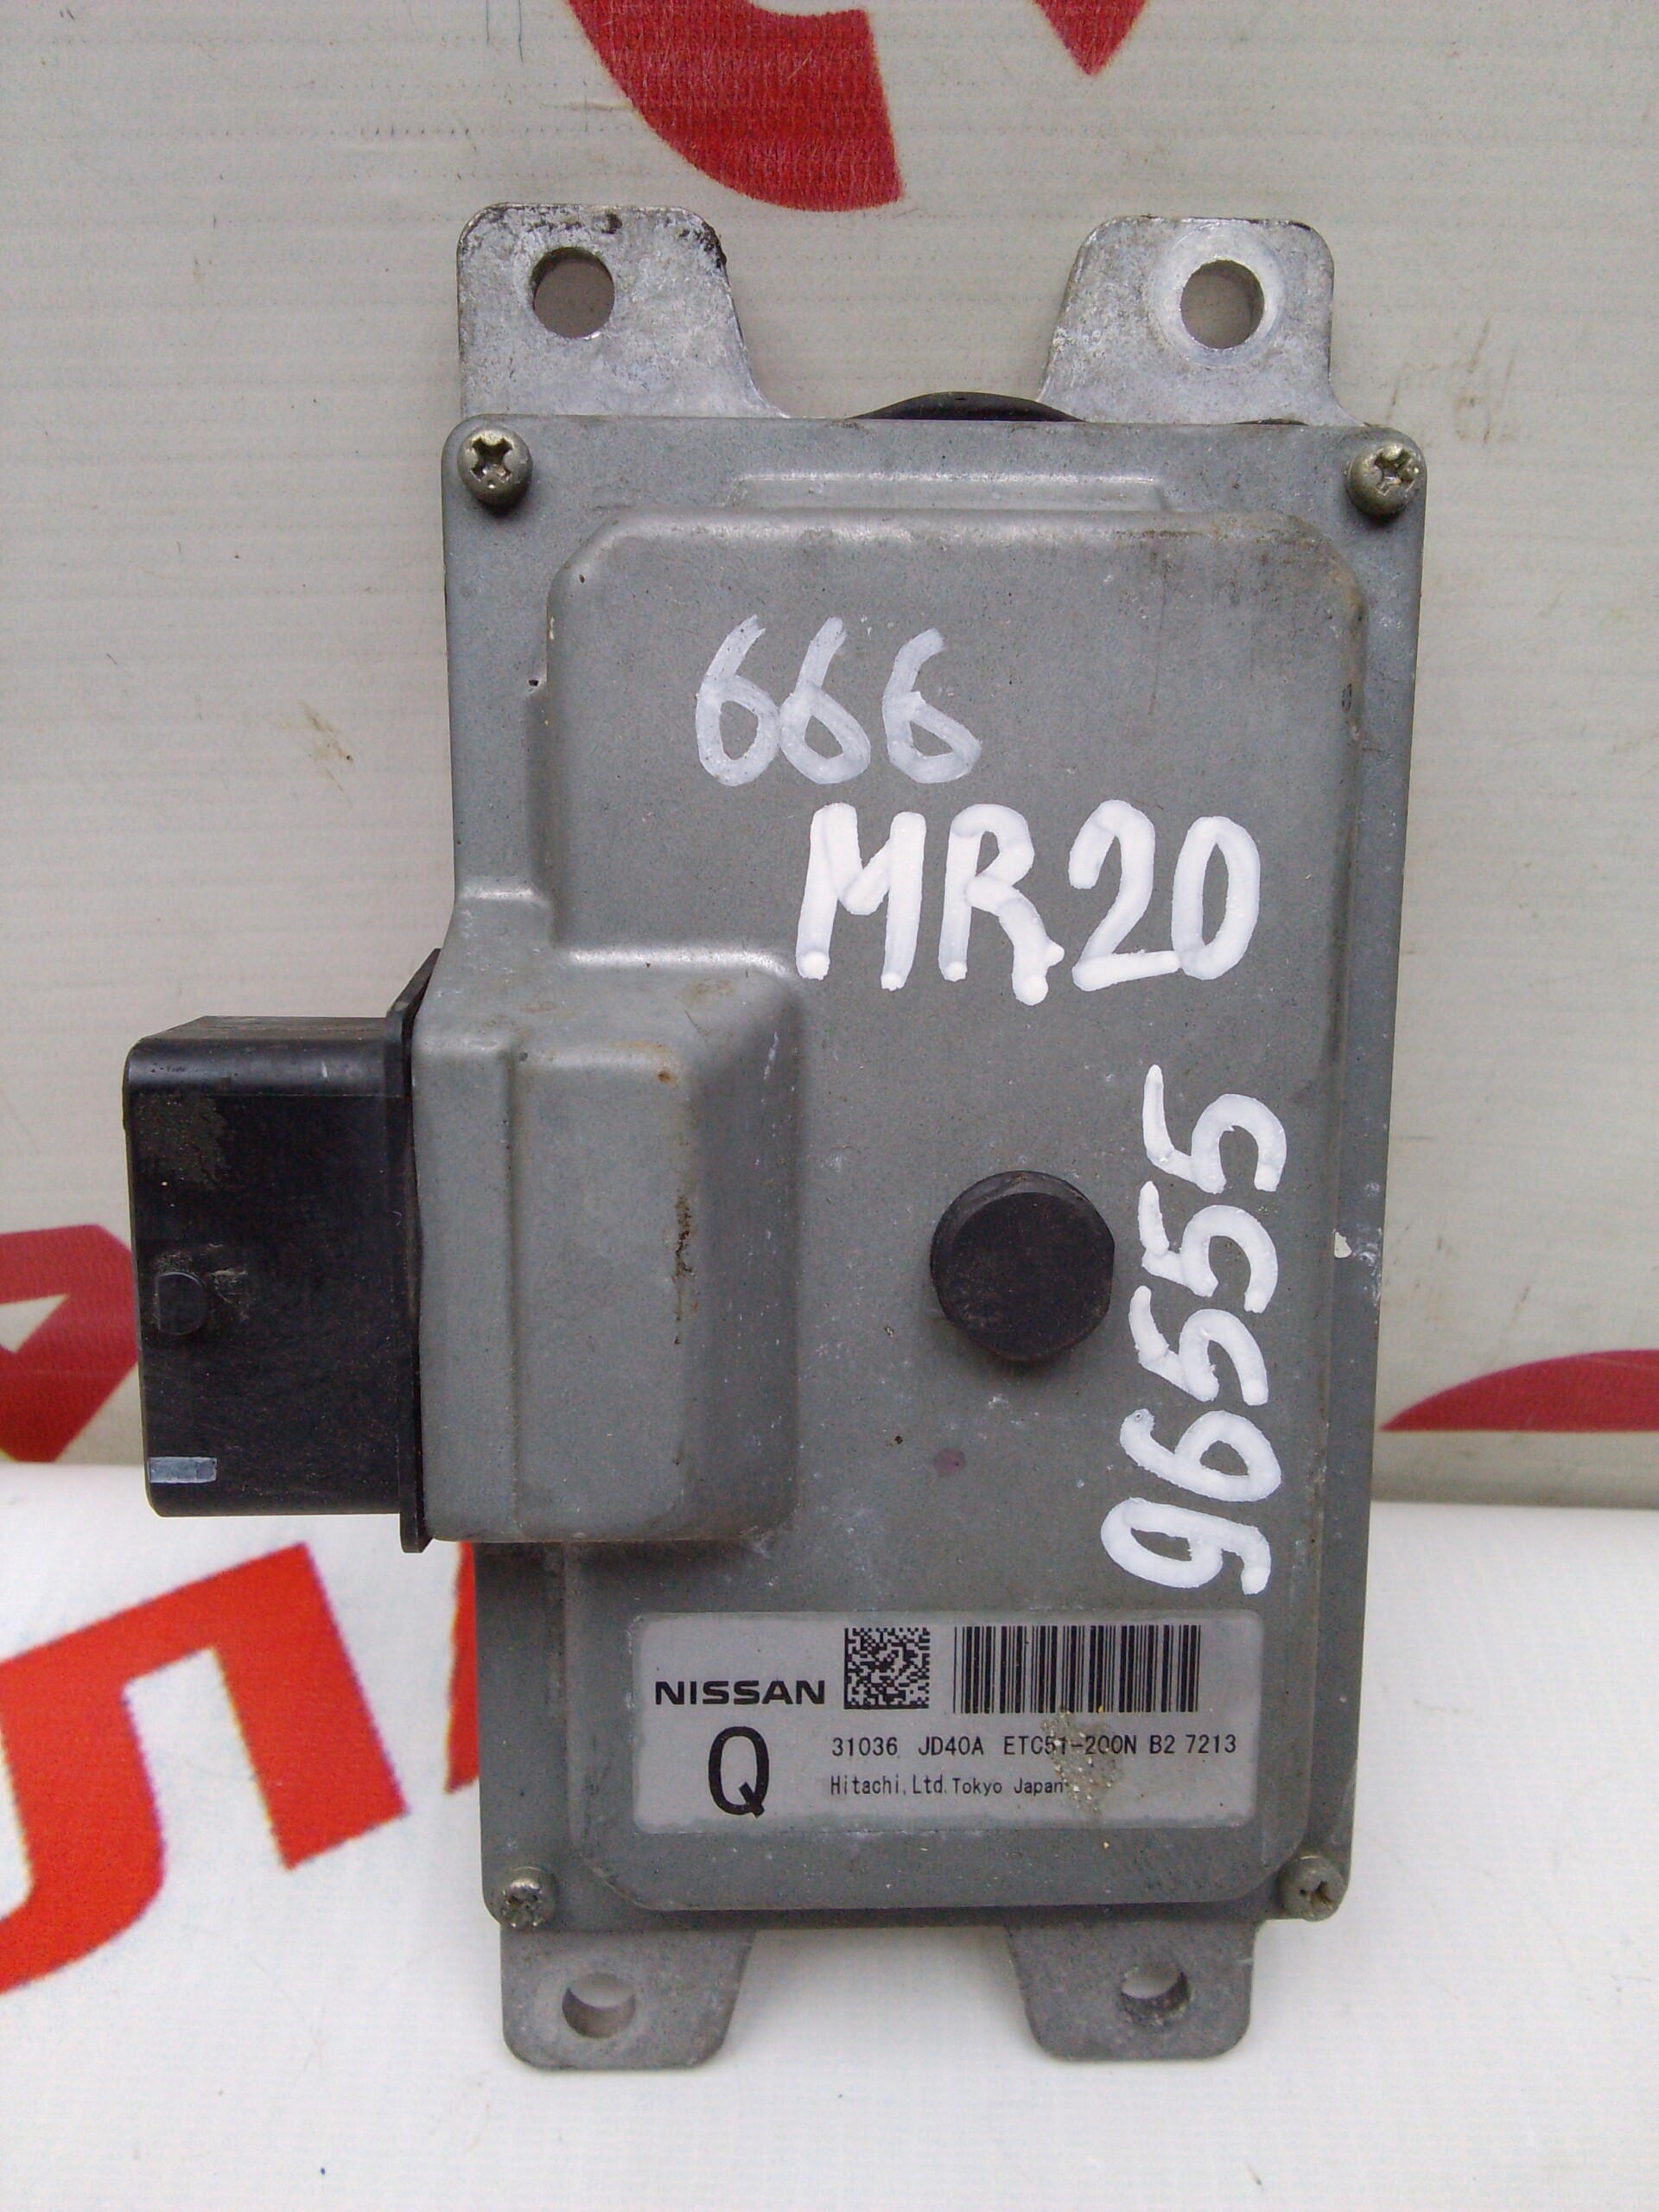 666
MR20
96555
NISSAN
Q
31036 JD40A ETC51-200N B2 7213
Hitachi,Ltd.Tokyo Japan